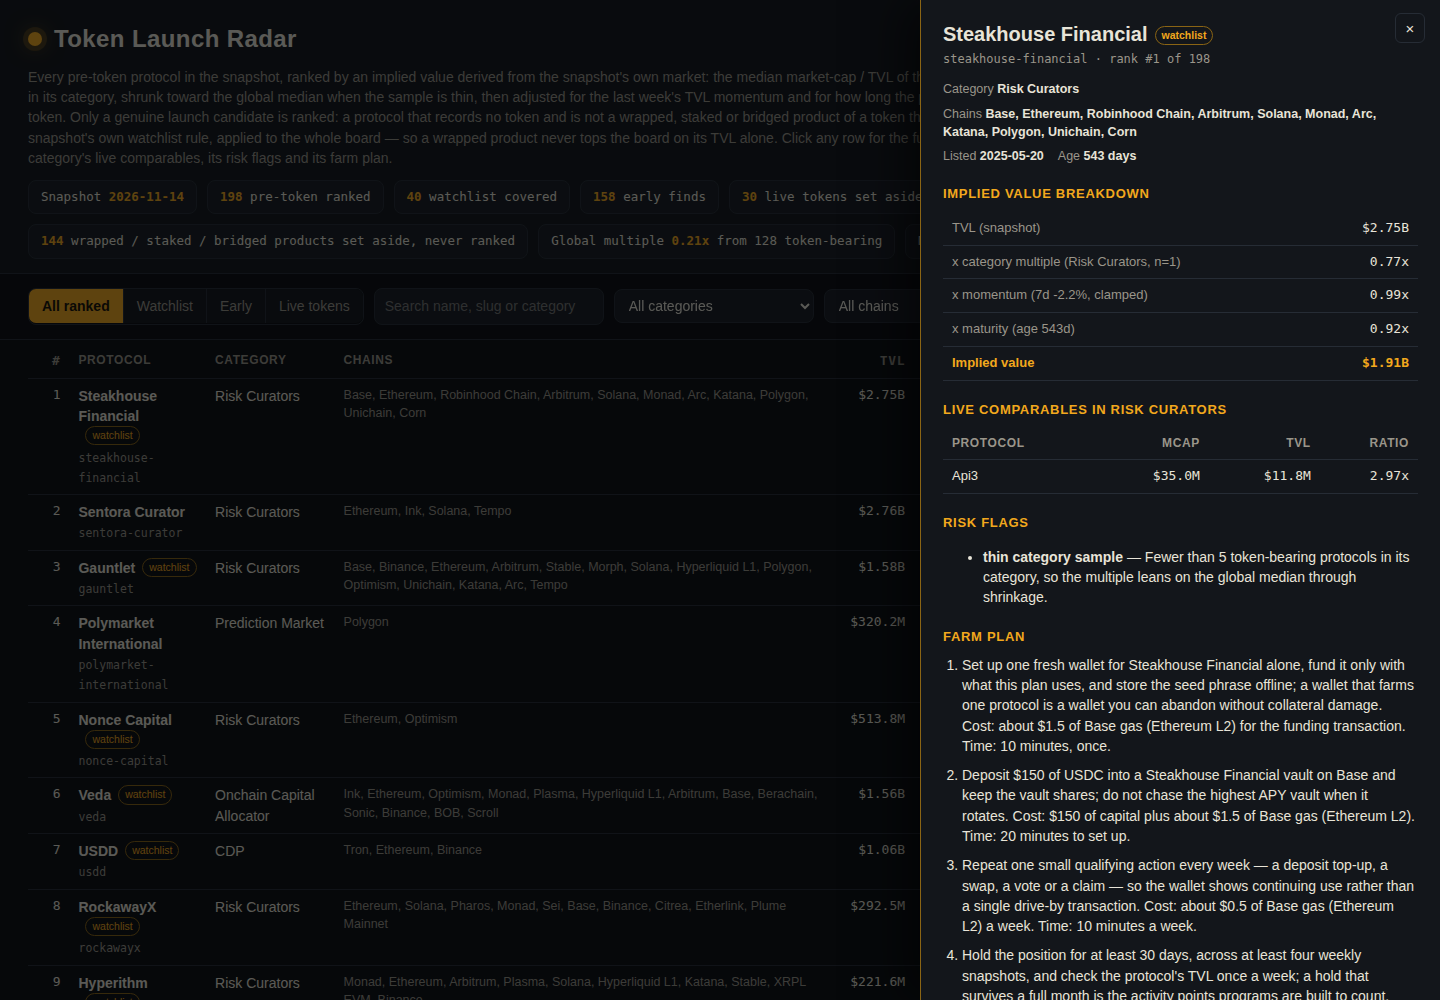 Token Launch Radar
Every pre-token protocol in the snapshot, ranked by an implied value derived from the snapshot's own market: the median market-cap / TVL of th
in its category, shrunk toward the global median when the sample is thin, then adjusted for the last week's TVL momentum and for how long the
token. Only a genuine launch candidate is ranked: a protocol that records no token and is not a wrapped, staked or bridged product of a token th
snapshot's own watchlist rule, applied to the whole board — so a wrapped product never tops the board on its TVL alone. Click any row for the fu
category's live comparables, its risk flags and its farm plan.
Snapshot 2026-11-14
198 pre-token ranked
40 watchlist covered
158 early finds
30 live tokens set aside
144 wrapped / staked / bridged products set aside, never ranked
Global multiple 0.21x from 128 token-bearing
All ranked
Watchlist
Early
Live tokens
Search name, slug or category
All categories
All chains
# PROTOCOL CATEGORY CHAINS TVL
1 Steakhouse Financial watchlist steakhouse-financial Risk Curators Base, Ethereum, Robinhood Chain, Arbitrum, Solana, Monad, Arc, Katana, Polygon, Unichain, Corn $2.75B
2 Sentora Curator sentora-curator Risk Curators Ethereum, Ink, Solana, Tempo $2.76B
3 Gauntlet watchlist gauntlet Risk Curators Base, Binance, Ethereum, Arbitrum, Stable, Morph, Solana, Hyperliquid L1, Polygon, Optimism, Unichain, Katana, Arc, Tempo $1.58B
4 Polymarket International polymarket-international Prediction Market Polygon $320.2M
5 Nonce Capital watchlist nonce-capital Risk Curators Ethereum, Optimism $513.8M
6 Veda watchlist veda Onchain Capital Allocator Ink, Ethereum, Optimism, Monad, Plasma, Hyperliquid L1, Arbitrum, Base, Berachain, Sonic, Binance, BOB, Scroll $1.56B
7 USDD watchlist usdd CDP Tron, Ethereum, Binance $1.06B
8 RockawayX watchlist rockawayx Risk Curators Ethereum, Solana, Pharos, Monad, Sei, Base, Binance, Citrea, Etherlink, Plume Mainnet $292.5M
9 Hyperithm Risk Curators Monad, Ethereum, Arbitrum, Plasma, Solana, Hyperliquid L1, Katana, Stable, XRPL $221.6M
Steakhouse Financial watchlist
×
steakhouse-financial · rank #1 of 198
Category Risk Curators
Chains Base, Ethereum, Robinhood Chain, Arbitrum, Solana, Monad, Arc,
Katana, Polygon, Unichain, Corn
Listed 2025-05-20 Age 543 days
IMPLIED VALUE BREAKDOWN
TVL (snapshot) $2.75B
x category multiple (Risk Curators, n=1) 0.77x
x momentum (7d -2.2%, clamped) 0.99x
x maturity (age 543d) 0.92x
Implied value $1.91B
LIVE COMPARABLES IN RISK CURATORS
PROTOCOL MCAP TVL RATIO
Api3 $35.0M $11.8M 2.97x
RISK FLAGS
• thin category sample — Fewer than 5 token-bearing protocols in its
category, so the multiple leans on the global median through
shrinkage.
FARM PLAN
1. Set up one fresh wallet for Steakhouse Financial alone, fund it only with
what this plan uses, and store the seed phrase offline; a wallet that farms
one protocol is a wallet you can abandon without collateral damage.
Cost: about $1.5 of Base gas (Ethereum L2) for the funding transaction.
Time: 10 minutes, once.
2. Deposit $150 of USDC into a Steakhouse Financial vault on Base and
keep the vault shares; do not chase the highest APY vault when it
rotates. Cost: $150 of capital plus about $1.5 of Base gas (Ethereum L2).
Time: 20 minutes to set up.
3. Repeat one small qualifying action every week — a deposit top-up, a
swap, a vote or a claim — so the wallet shows continuing use rather than
a single drive-by transaction. Cost: about $0.5 of Base gas (Ethereum
L2) a week. Time: 10 minutes a week.
4. Hold the position for at least 30 days, across at least four weekly
snapshots, and check the protocol's TVL once a week; a hold that
survives a full month is the activity points programs are built to count.